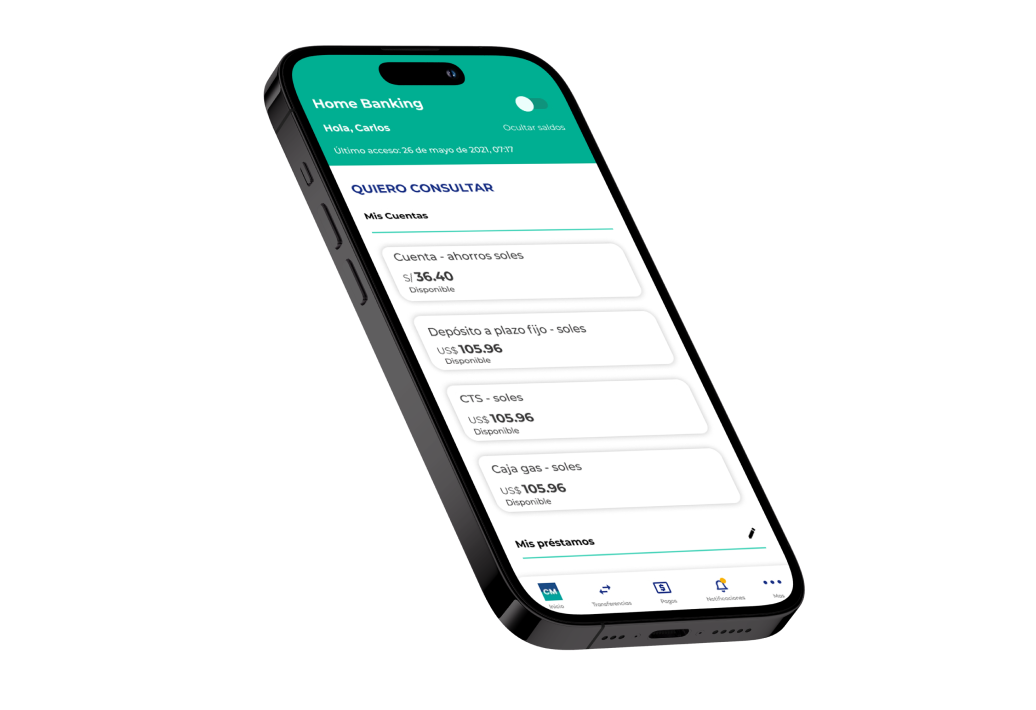 Home Banking
Hola, Carlos
Ocultar saldos
Último acceso: 26 de mayo de 2021, 07:17
QUIERO CONSULTAR
Mis Cuentas
Cuenta - ahorros soles
S/ 36.40
Disponible
Depósito a plazo fijo - soles
US$ 105.96
Disponible
CTS - soles
US$ 105.96
Disponible
Caja gas - soles
US$ 105.96
Disponible
Mis préstamos
CM
Inicio
Transferencias
Pagos
Notificaciones
Mas